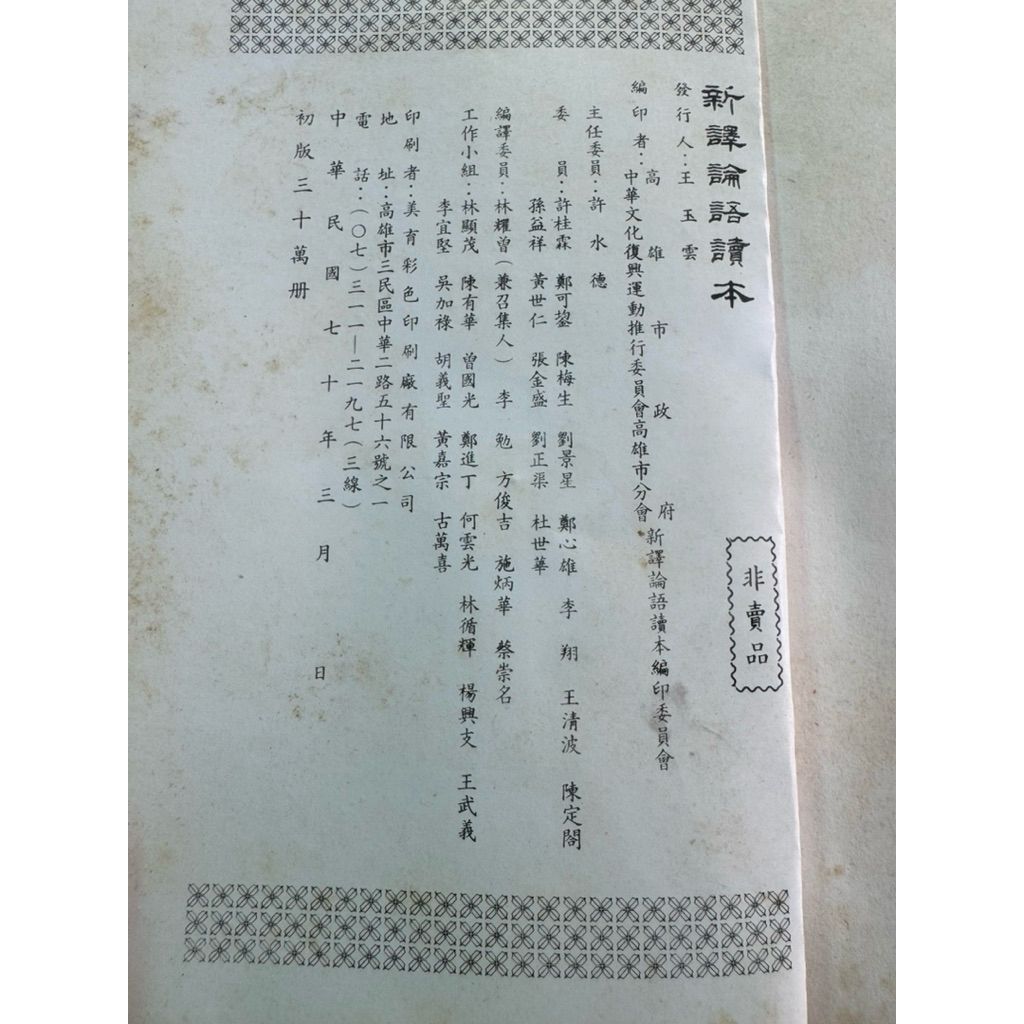 新譯論語讀本
非賣品
發行人：王玉雲
編印者：高雄市政府
中華文化復興運動推行委員會高雄市分會
新譯論語讀本編印委員會
主任委員：許水德
委員：許桂霖 鄭可鋆 陳梅生 劉景星 鄭心雄 李翔 王清波 陳定閣
孫益祥 黃世仁 張金盛 劉正渠 杜世華
編譯委員：林耀曾（兼召集人） 李勉 方俊吉 施炳華 蔡崇名
工作小組：林顯茂 陳有華 曾國光 鄭進丁 何雲光 林循輝 楊興支 王武義
李宜堅 吳加祿 胡義聖 黃嘉宗 古萬喜
印刷者：美育彩色印刷廠有限公司
地址：高雄市三民區中華二路五十六號之一
電話：（〇七）三一一—二一九七（三線）
中華民國七十年三月 日
初版三十萬册